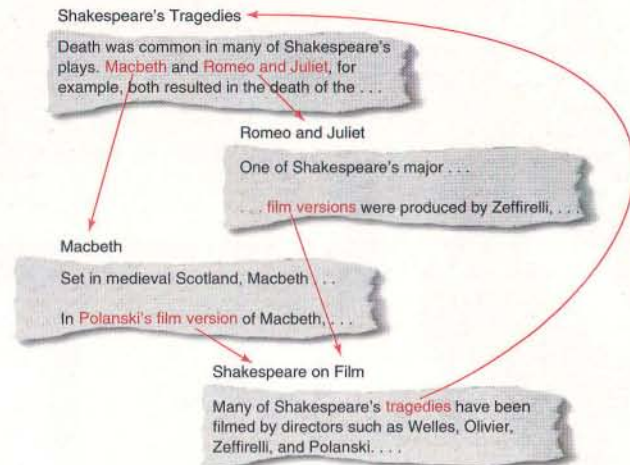 Shakespeare's Tragedies
Death was common in many of Shakespeare's
plays. Macbeth and Romeo and Juliet, for
example, both resulted in the death of the . . .
Romeo and Juliet
One of Shakespeare's major . . .
. . . film versions were produced by Zeffirelli, . . .
Macbeth
Set in medieval Scotland, Macbeth . . .
In Polanski's film version of Macbeth, . . .
Shakespeare on Film
Many of Shakespeare's tragedies have been
filmed by directors such as Welles, Olivier,
Zeffirelli, and Polanski. . . .